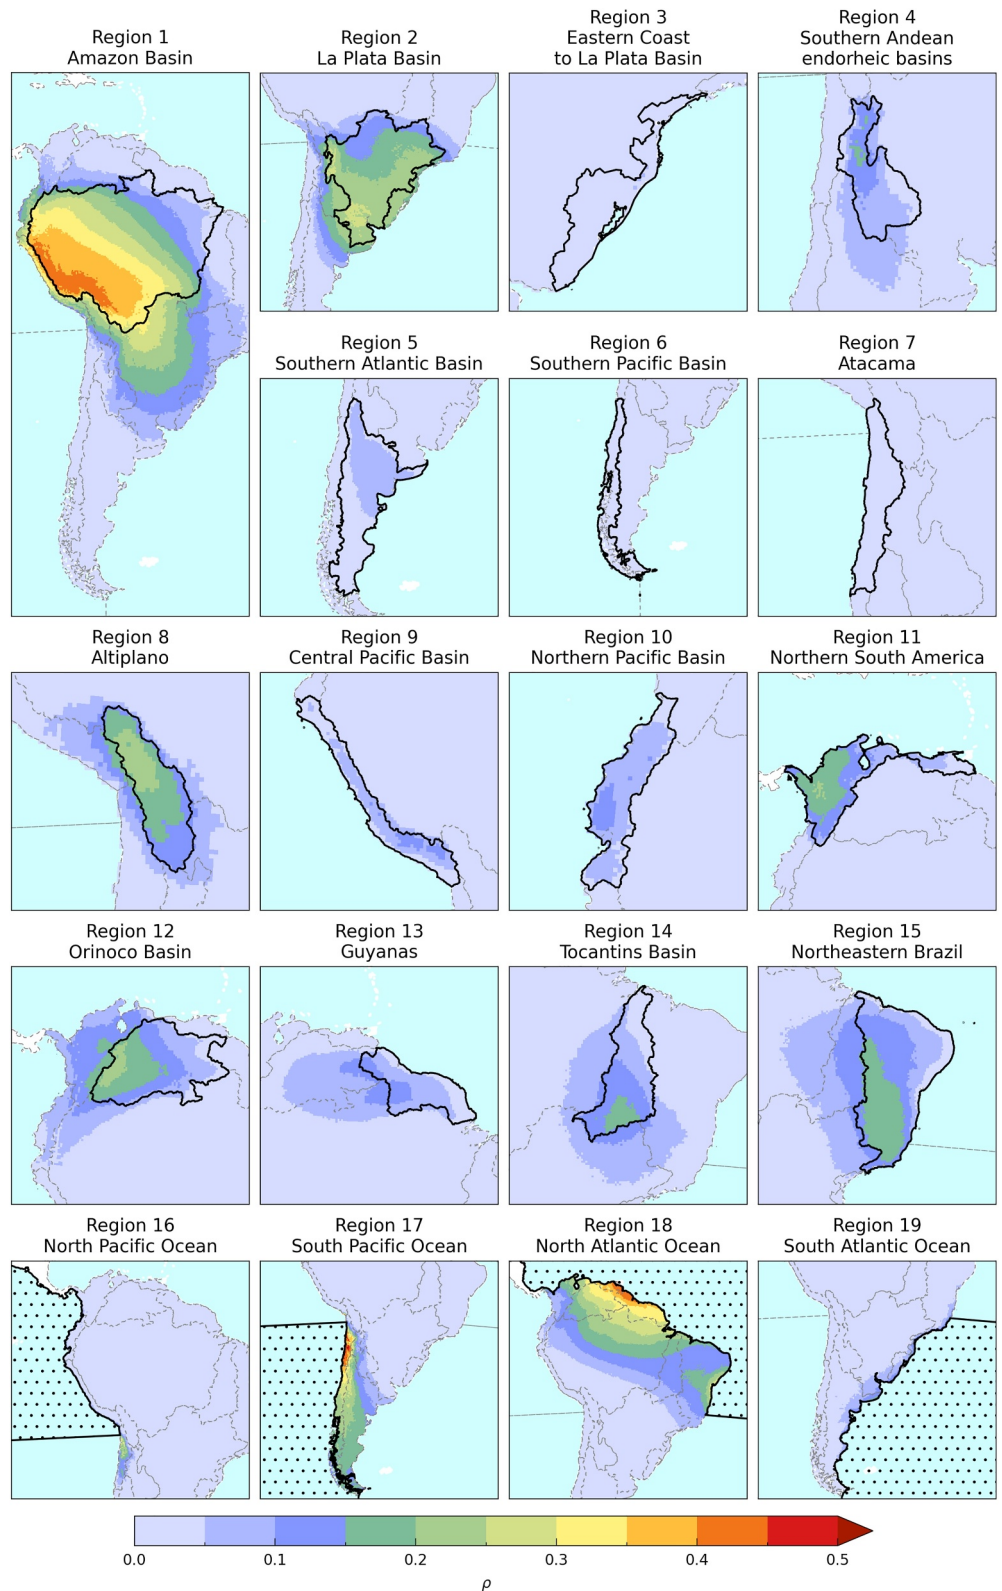 Region 1
Amazon Basin
Region 2
La Plata Basin
Region 3
Eastern Coast
to La Plata Basin
Region 4
Southern Andean
endorheic basins
Region 5
Southern Atlantic Basin
Region 6
Southern Pacific Basin
Region 7
Atacama
Region 8
Altiplano
Region 9
Central Pacific Basin
Region 10
Northern Pacific Basin
Region 11
Northern South America
Region 12
Orinoco Basin
Region 13
Guyanas
Region 14
Tocantins Basin
Region 15
Northeastern Brazil
Region 16
North Pacific Ocean
Region 17
South Pacific Ocean
Region 18
North Atlantic Ocean
Region 19
South Atlantic Ocean
0.0 0.1 0.2 0.3 0.4 0.5
ρ